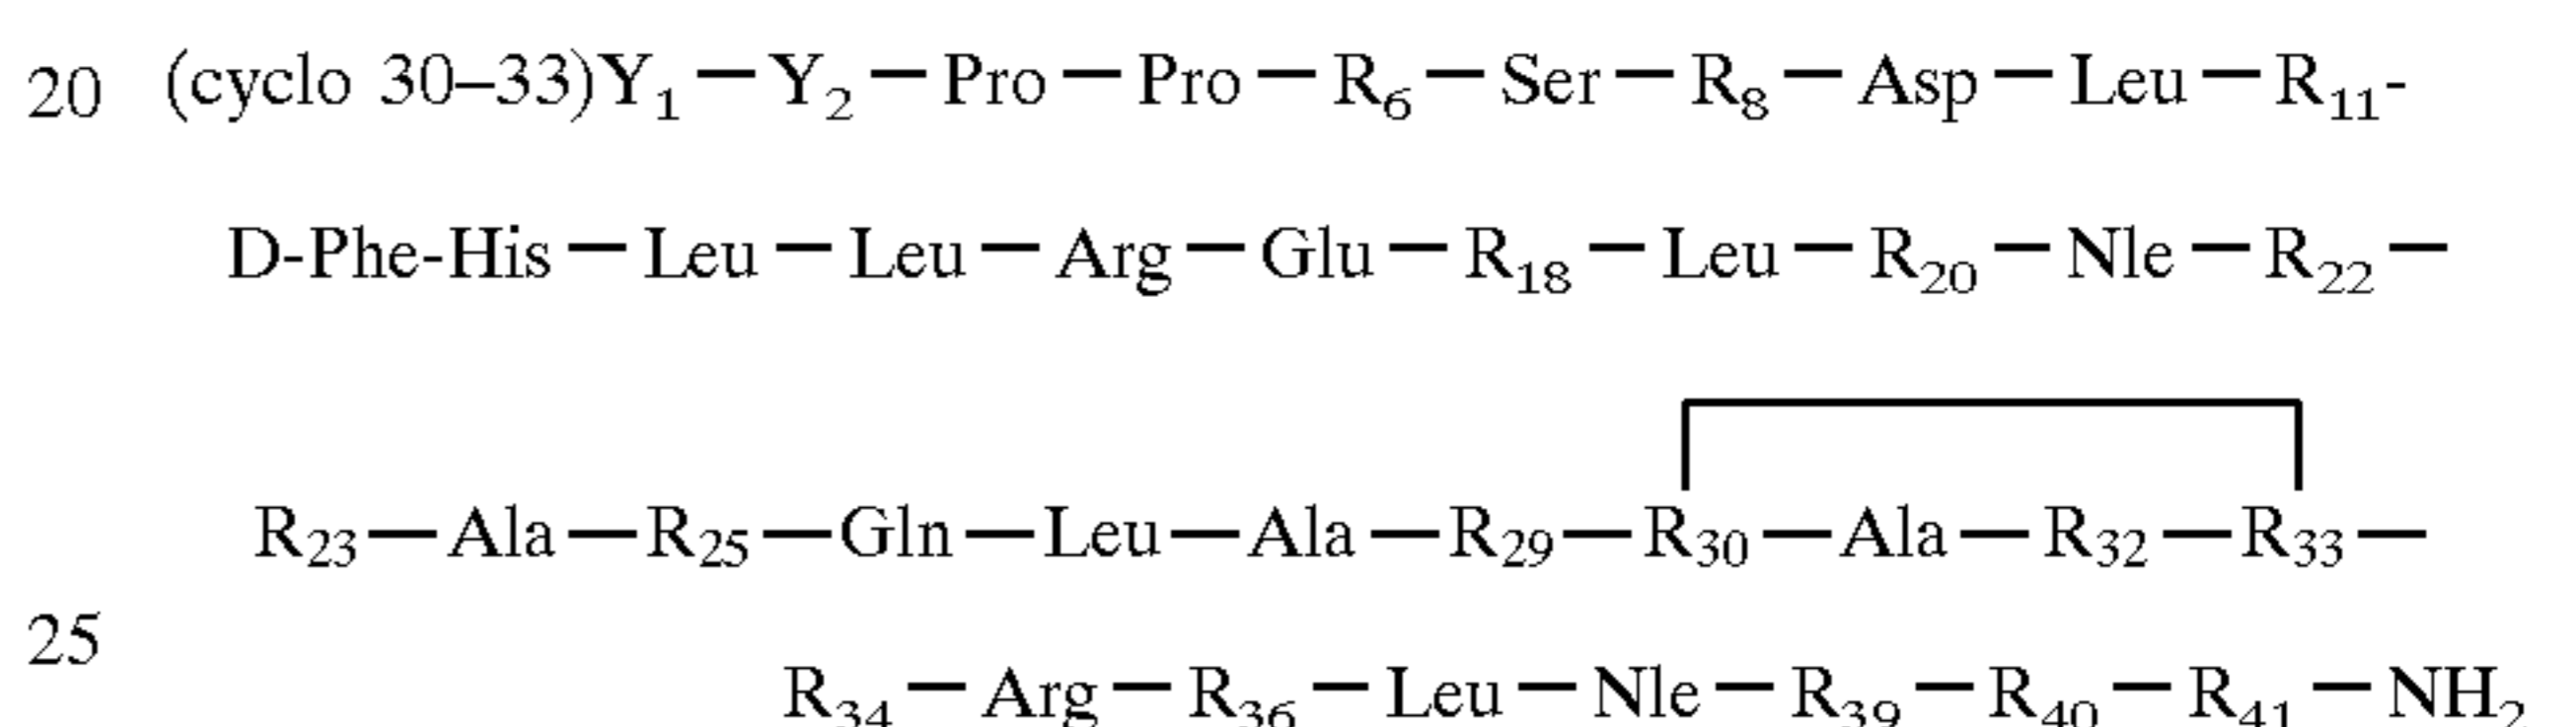 20 (cyclo 30–33)Y₁—Y₂—Pro—Pro—R₆—Ser—R₈—Asp—Leu—R₁₁-
D-Phe-His—Leu—Leu—Arg—Glu—R₁₈—Leu—R₂₀—Nle—R₂₂—
R₂₃—Ala—R₂₅—Gln—Leu—Ala—R₂₉—R₃₀—Ala—R₃₂—R₃₃—
25
R₃₄—Arg—R₃₆—Leu—Nle—R₃₉—R₄₀—R₄₁—NH₂